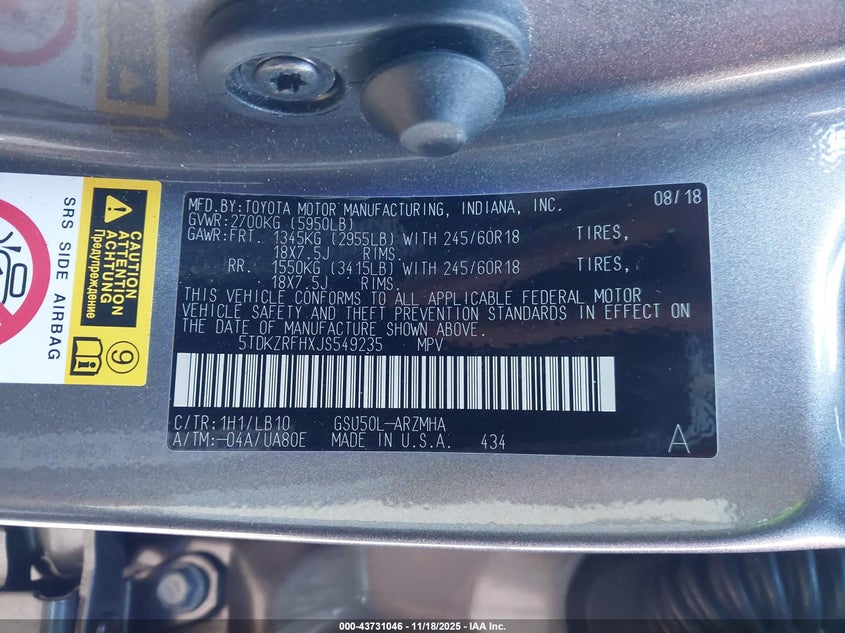 MFD.BY:TOYOTA MOTOR MANUFACTURING, INDIANA, INC. 08/18
GVWR:2700KG (5950LB)
GAWR:FRT. 1345KG (2955LB) WITH 245/60R18 TIRES,
18X7.5J RIMS.
RR. 1550KG (3415LB) WITH 245/60R18 TIRES,
18X7.5J RIMS.
THIS VEHICLE CONFORMS TO ALL APPLICABLE FEDERAL MOTOR
VEHICLE SAFETY AND THEFT PREVENTION STANDARDS IN EFFECT ON
THE DATE OF MANUFACTURE SHOWN ABOVE.
5TDKZRFHXJS549235 MPV
C/TR:1H1/LB10 GSU50L-ARZMHA
A/TM:-04A/UA80E MADE IN U.S.A. 434 A
SRS SIDE AIRBAG
CAUTION
ATTENTION
ACHTUNG
Предупреждение
9
000-43731046 - 11/18/2025 - IAA Inc.